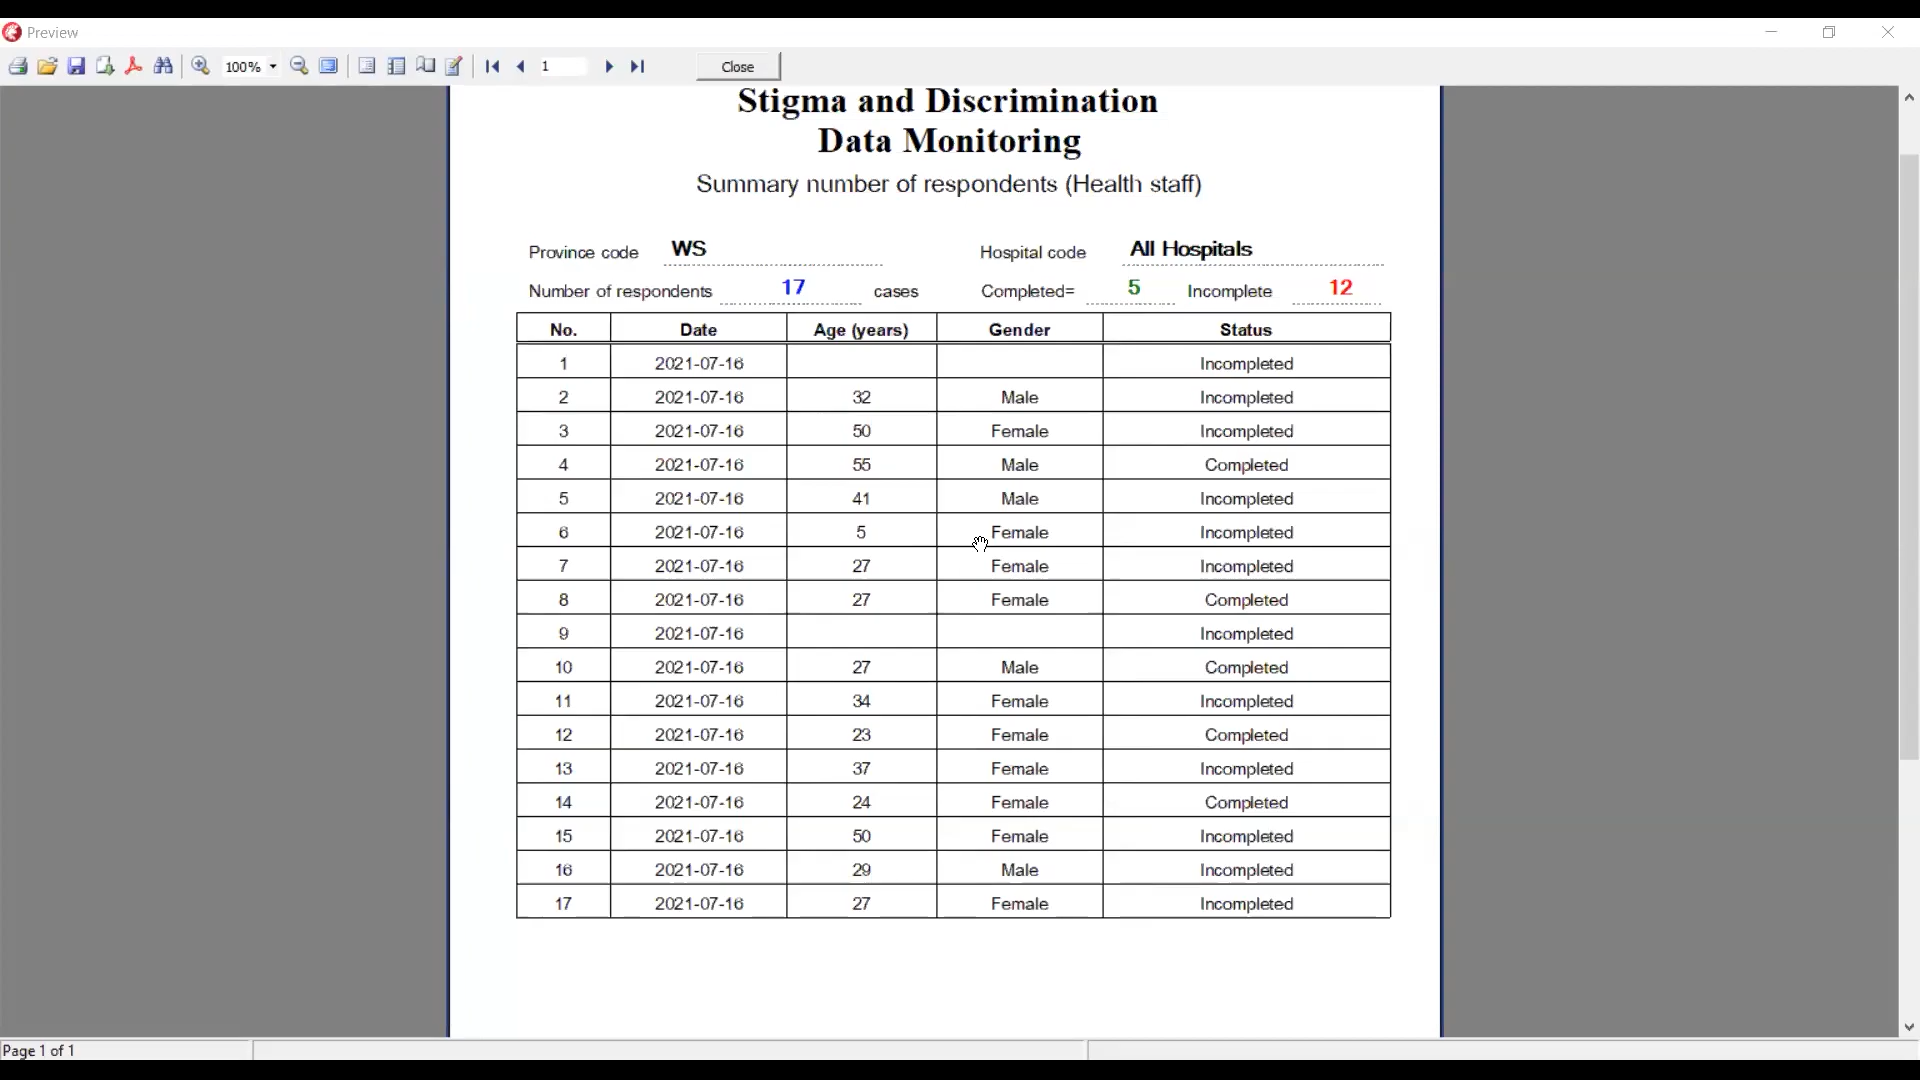 Preview
100% 1 Close
Stigma and Discrimination
Data Monitoring
Summary number of respondents (Health staff)
Province code WS Hospital code All Hospitals
Number of respondents 17 cases Completed= 5 Incomplete 12
No. Date Age (years) Gender Status
1 2021-07-16 Incompleted
2 2021-07-16 32 Male Incompleted
3 2021-07-16 50 Female Incompleted
4 2021-07-16 55 Male Completed
5 2021-07-16 41 Male Incompleted
6 2021-07-16 5 Female Incompleted
7 2021-07-16 27 Female Incompleted
8 2021-07-16 27 Female Completed
9 2021-07-16 Incompleted
10 2021-07-16 27 Male Completed
11 2021-07-16 34 Female Incompleted
12 2021-07-16 23 Female Completed
13 2021-07-16 37 Female Incompleted
14 2021-07-16 24 Female Completed
15 2021-07-16 50 Female Incompleted
16 2021-07-16 29 Male Incompleted
17 2021-07-16 27 Female Incompleted
Page 1 of 1